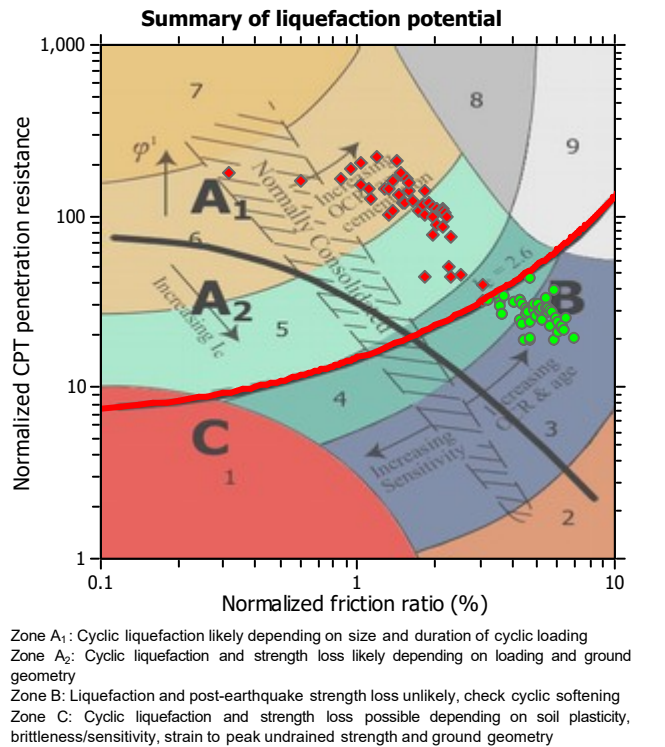 Summary of liquefaction potential
1,000
100
10
1
Normalized CPT penetration resistance
0.1
1
10
Normalized friction ratio (%)
7
8
9
φ'
A1
Increasing
OCR
cementation
Normally Consolidated
6
A2
Increasing Ic
= 2.6
B
5
4
Increasing
OCR & age
3
C
1
Increasing
Sensitivity
2
Zone A1: Cyclic liquefaction likely depending on size and duration of cyclic loading
Zone A2: Cyclic liquefaction and strength loss likely depending on loading and ground
geometry
Zone B: Liquefaction and post-earthquake strength loss unlikely, check cyclic softening
Zone C: Cyclic liquefaction and strength loss possible depending on soil plasticity,
brittleness/sensitivity, strain to peak undrained strength and ground geometry